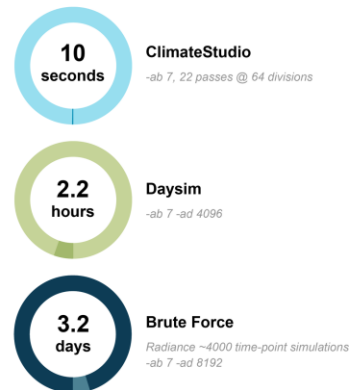 10
seconds
ClimateStudio
-ab 7, 22 passes @ 64 divisions
2.2
hours
Daysim
-ab 7 -ad 4096
3.2
days
Brute Force
Radiance ~4000 time-point simulations
-ab 7 -ad 8192